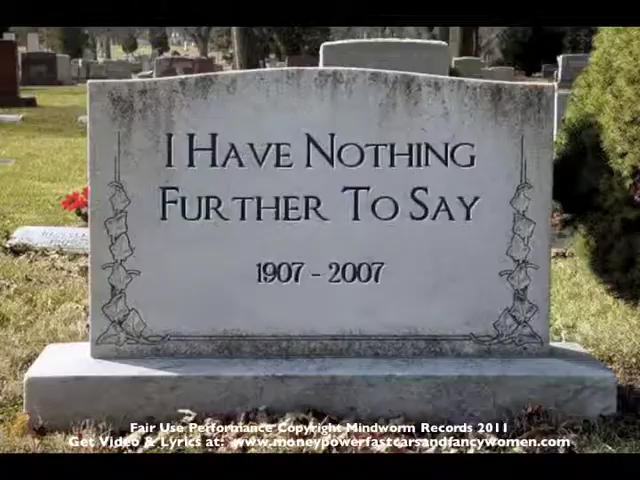 I Have Nothing
Further To Say
1907 - 2007
Fair Use Performance Copyright Mindworm Records 2011
Get Video & Lyrics at: www.moneypowerfastcarsandfancywomen.com